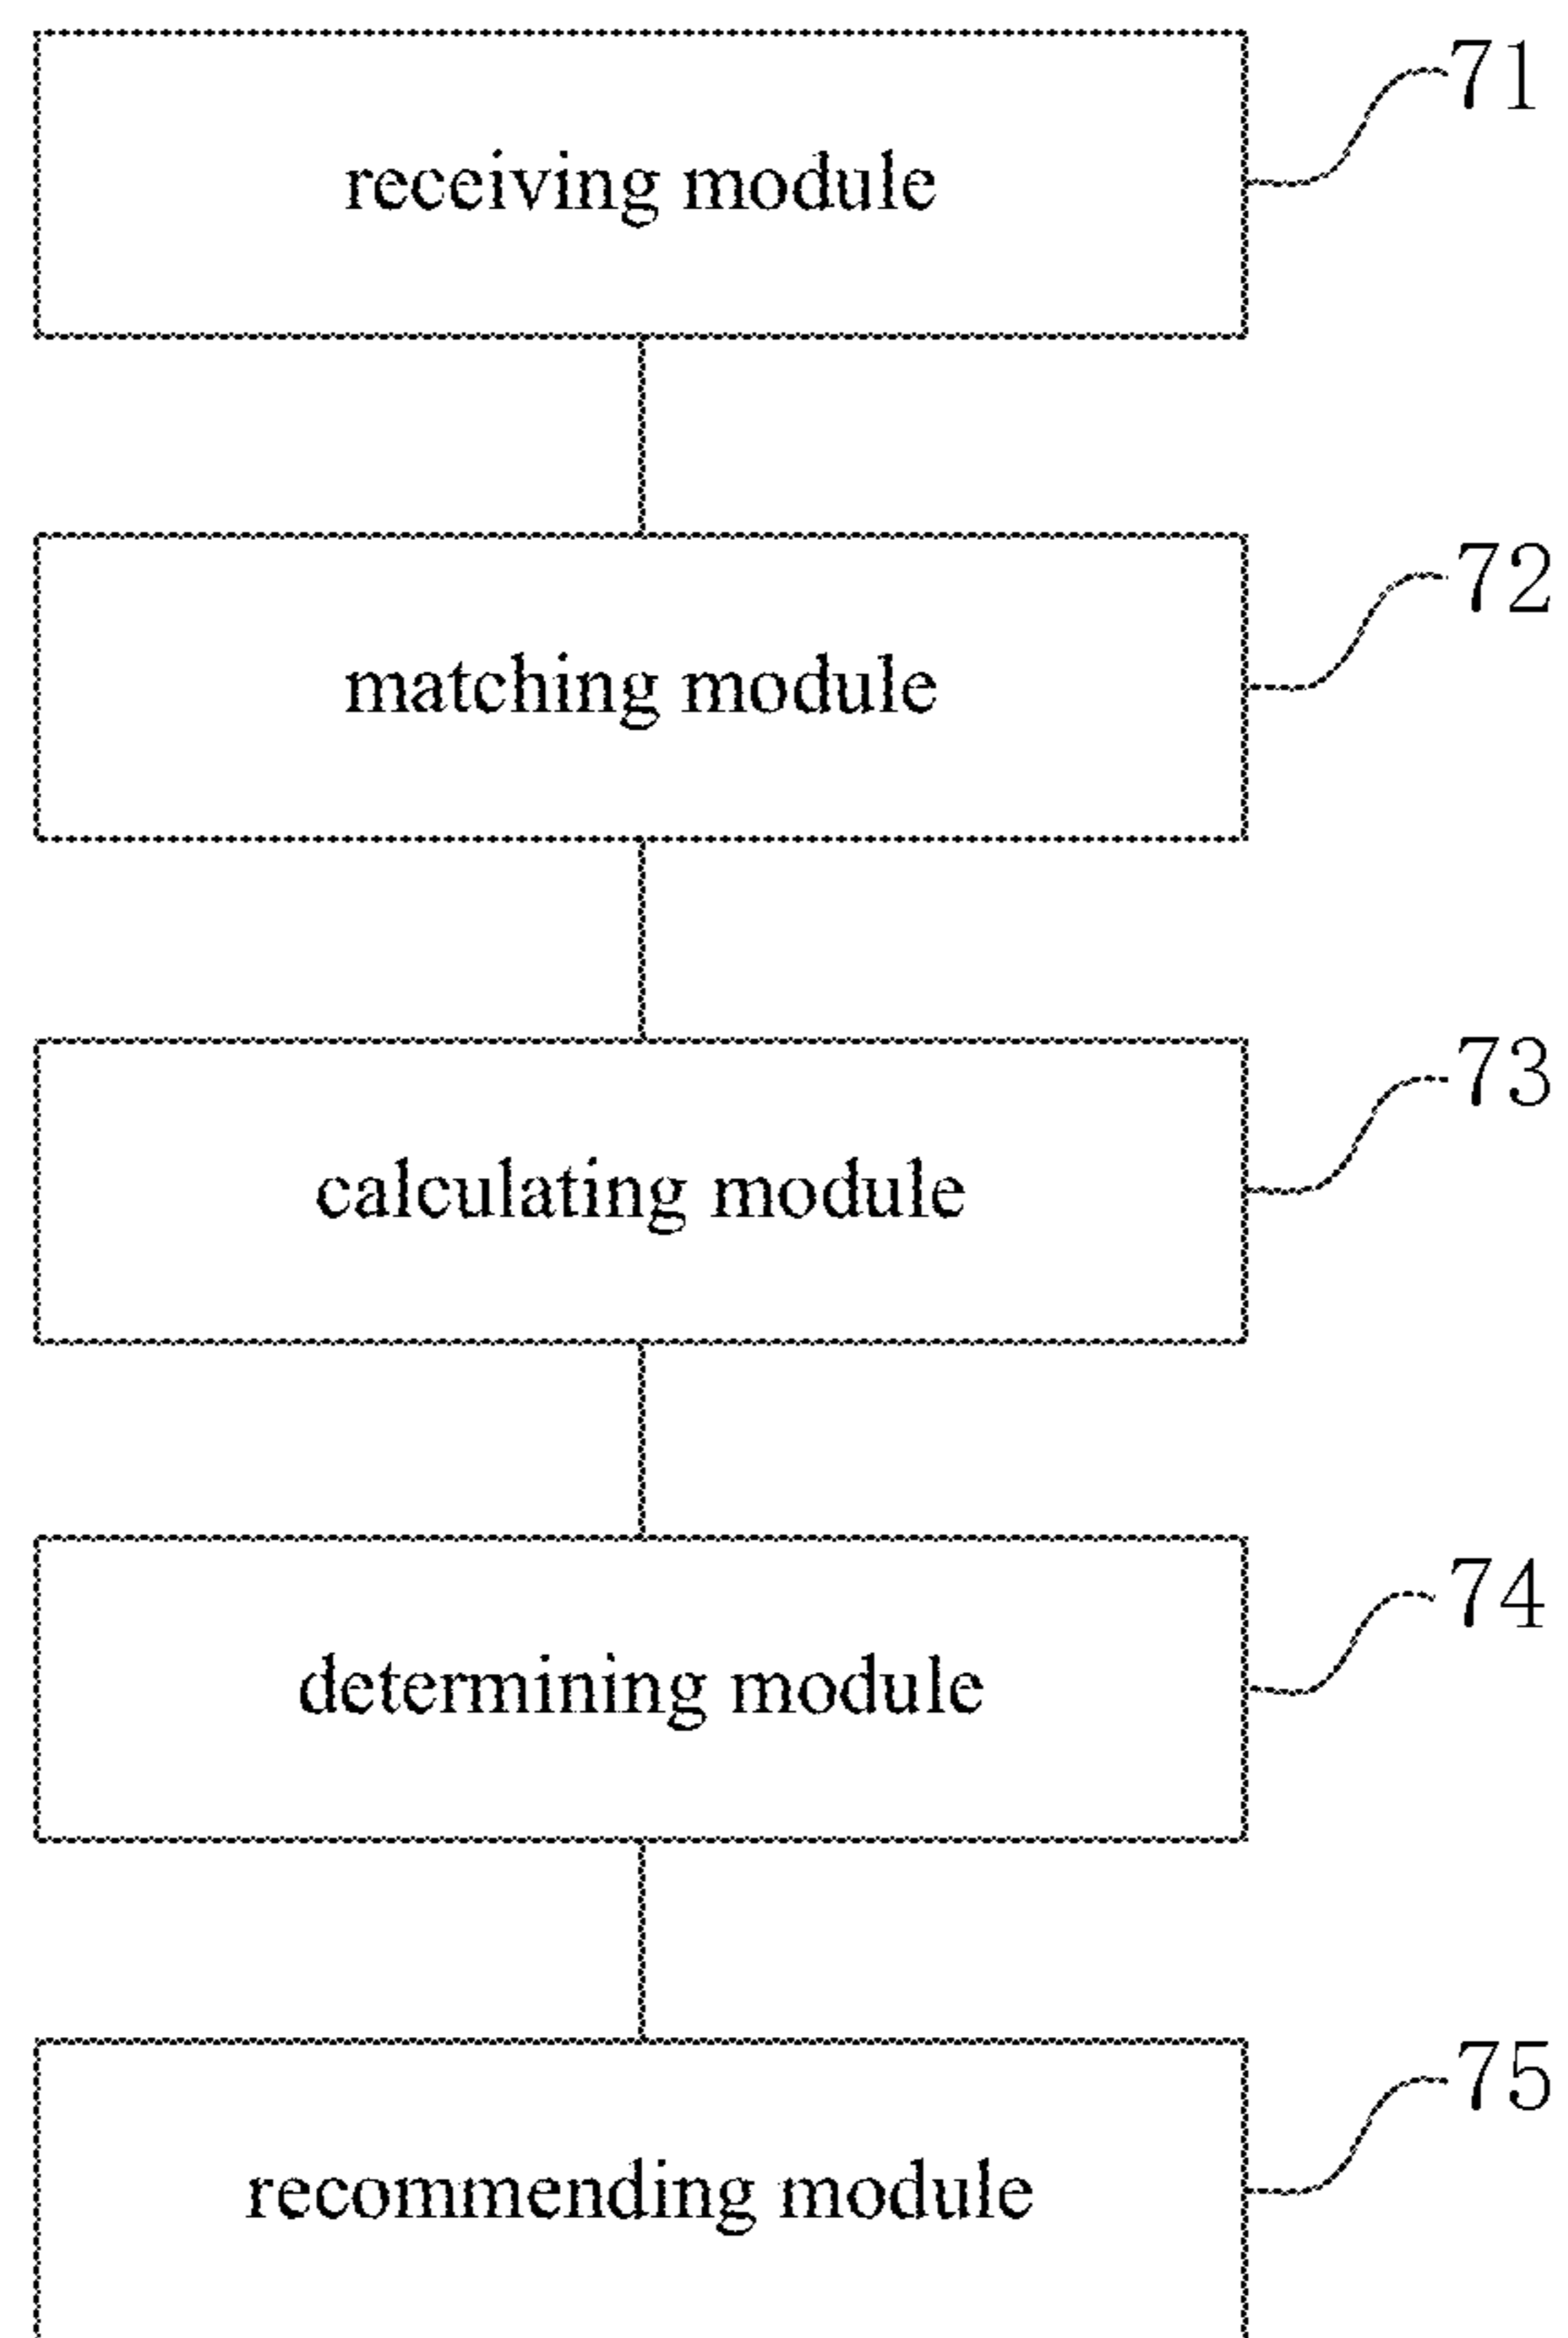 71
receiving module
72
matching module
73
calculating module
74
determining module
75
recommending module